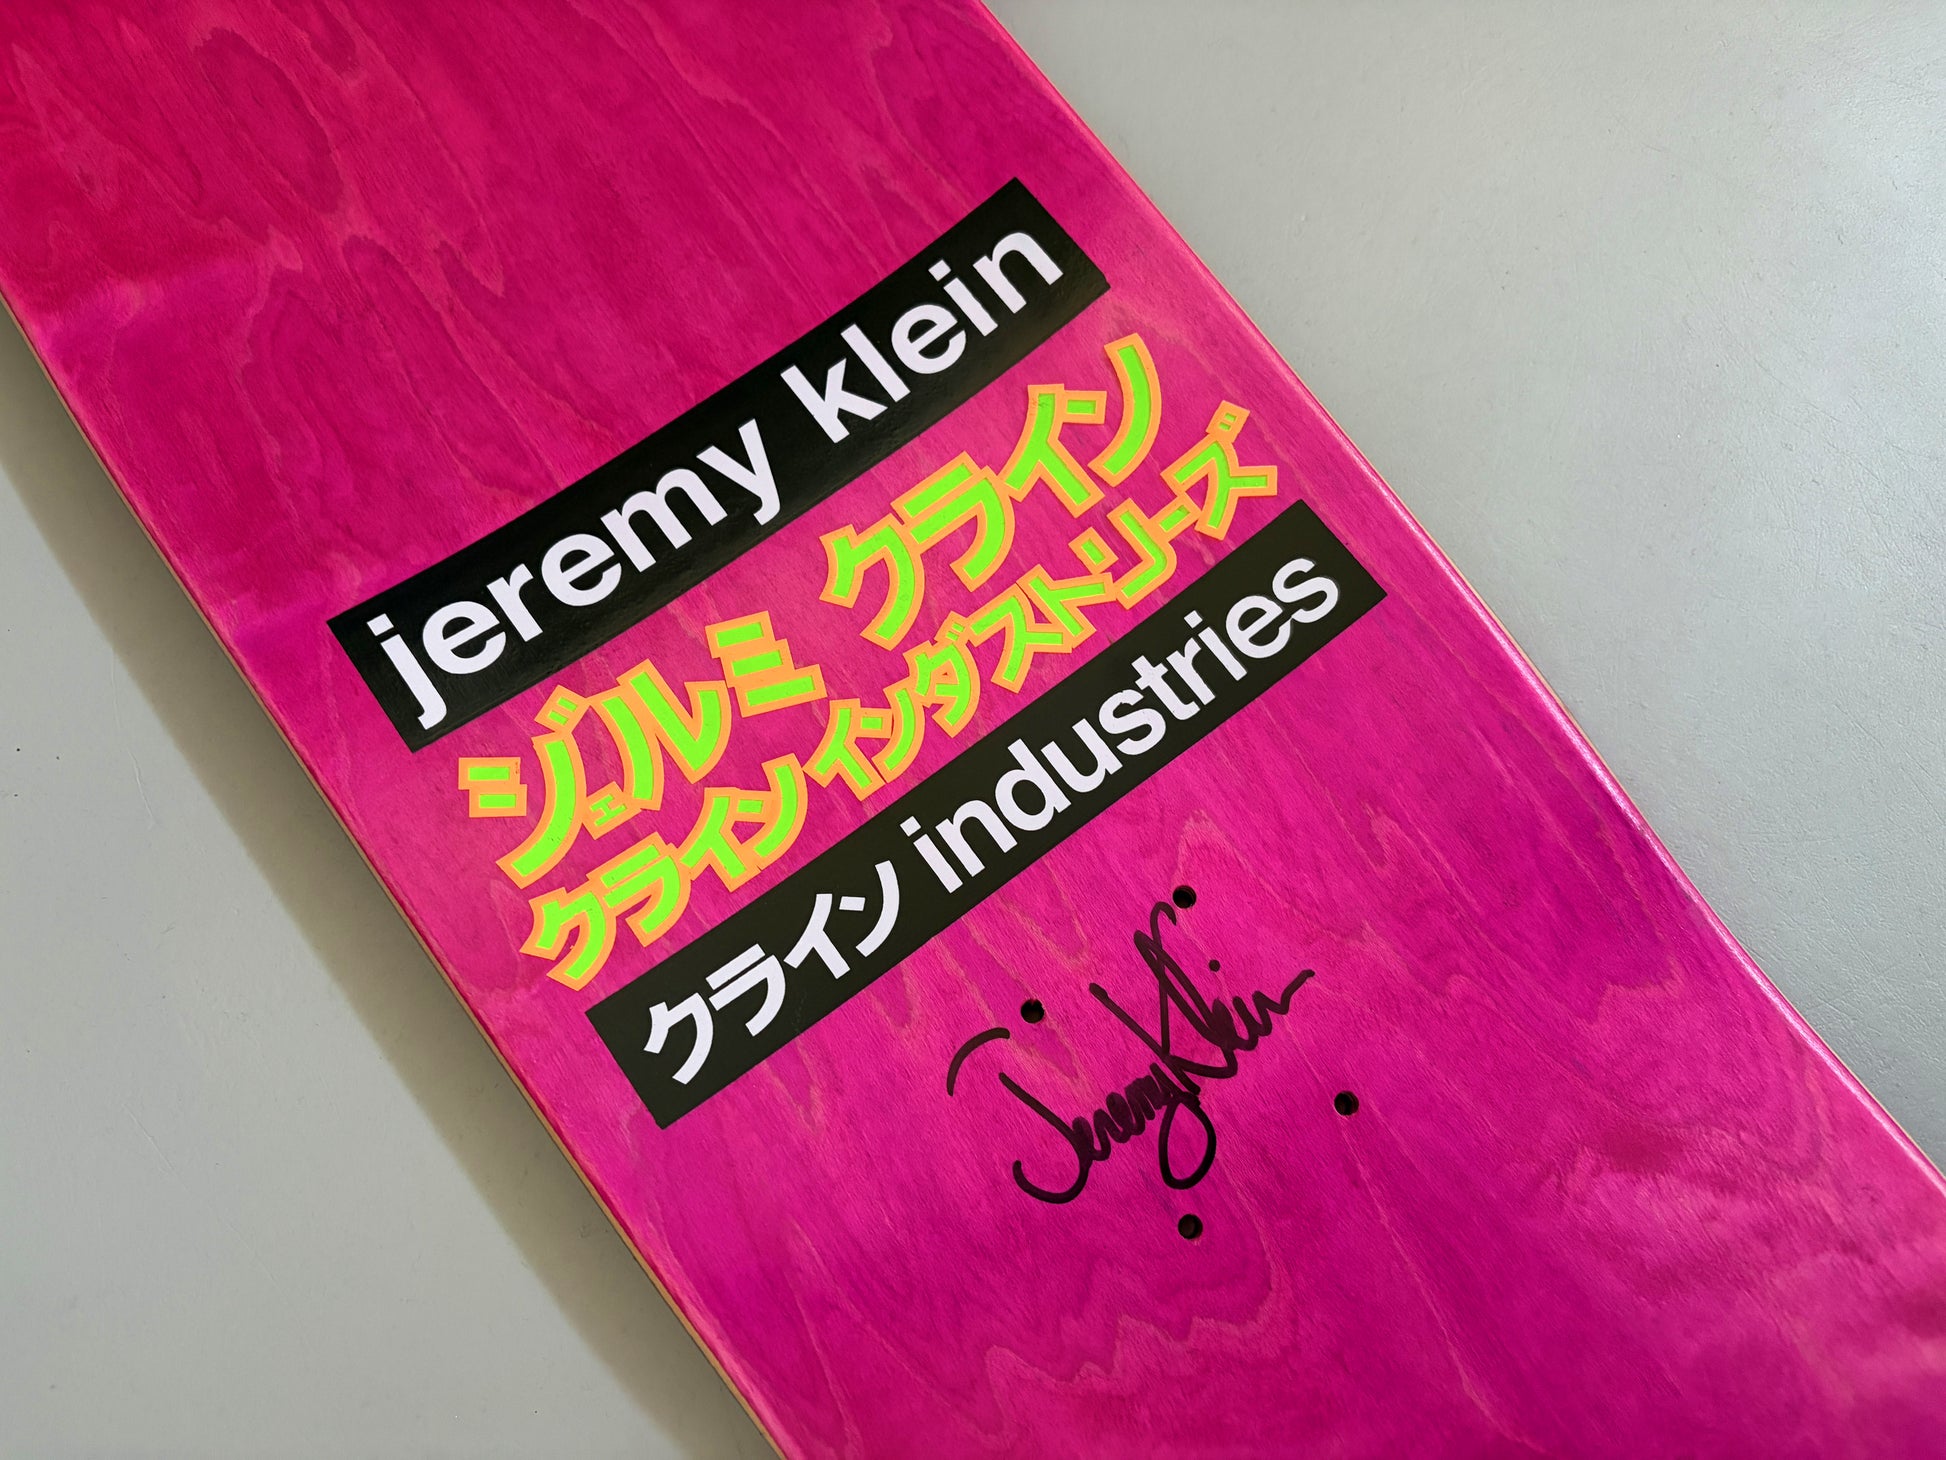 jeremy klein
ジェルミ クライン
クライン インダストリーズ
クライン industries
Jeremy Klein